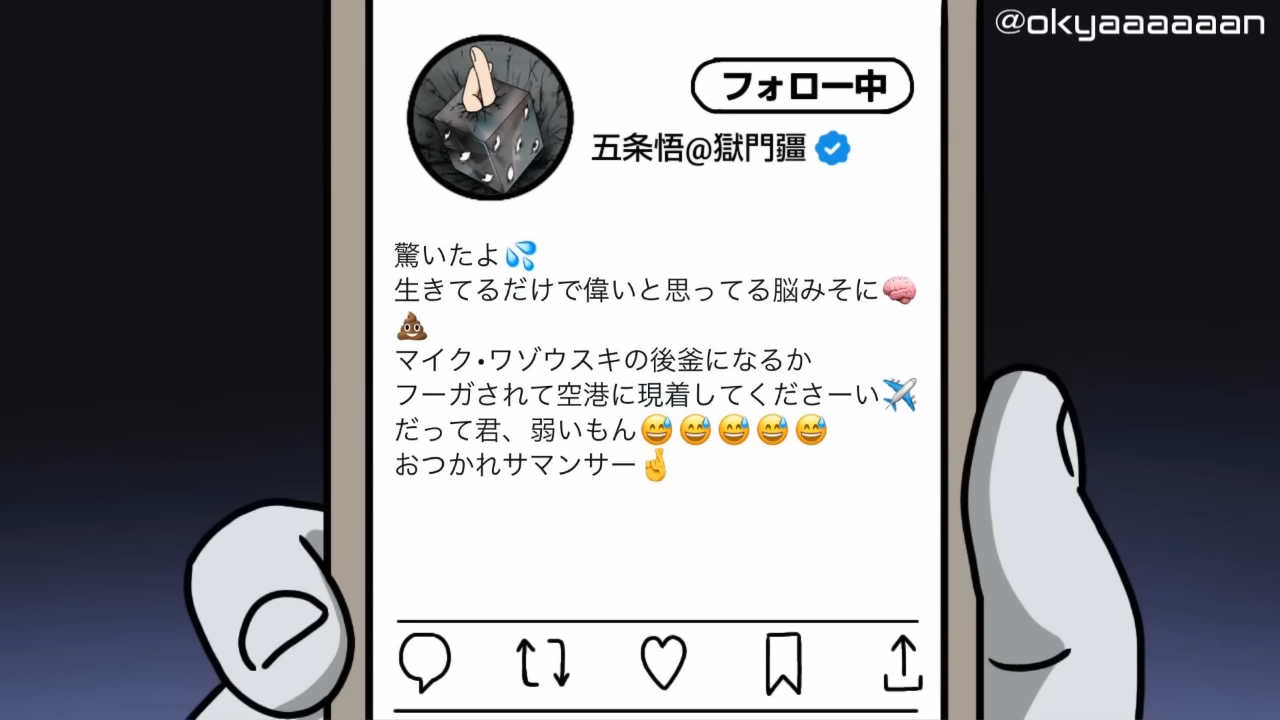 @okyaaaaaan
フォロー中
五条悟@獄門疆
驚いたよ💦
生きてるだけで偉いと思ってる脳みそに🧠
💩
マイク•ワゾウスキの後釜になるか
フーガされて空港に現着してくださーい✈️
だって君、弱いもん😅😅😅😅😅
おつかれサマンサー🤞